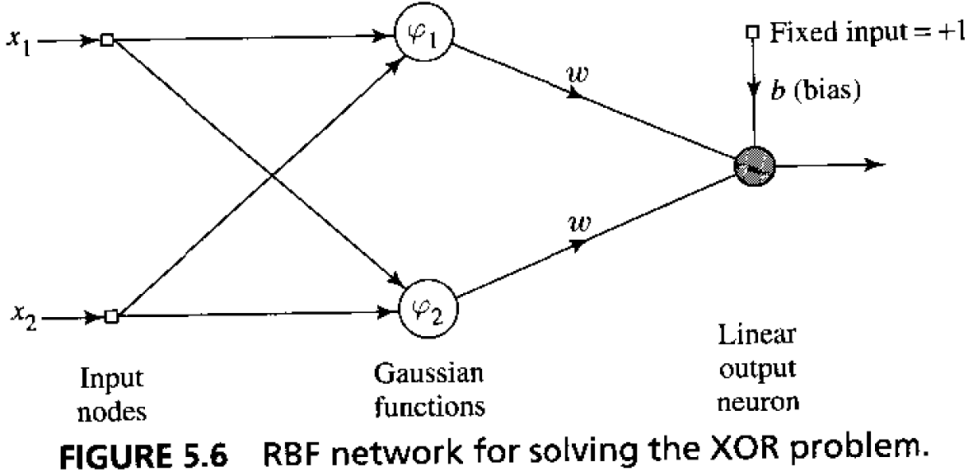 x₁
φ₁
Fixed input = +1
w
b (bias)
w
x₂
φ₂
Input
nodes
Gaussian
functions
Linear
output
neuron
FIGURE 5.6 RBF network for solving the XOR problem.